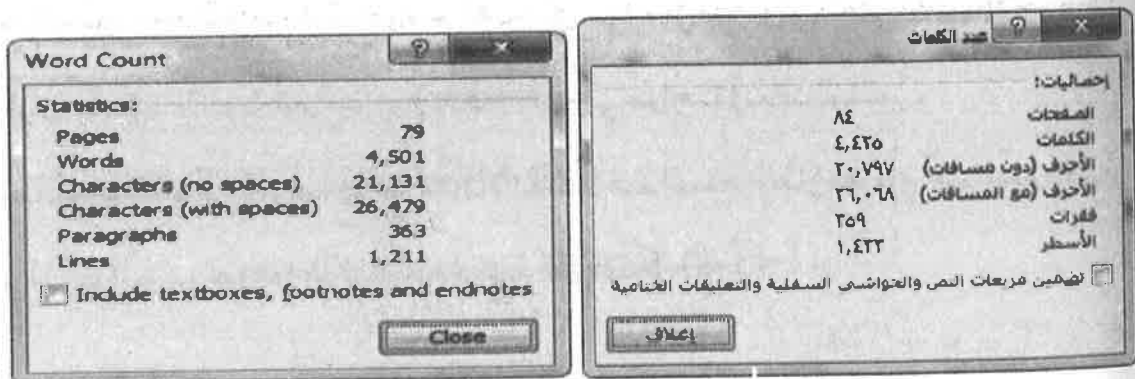 Word Count
Statistics:
Pages 79
Words 4,501
Characters (no spaces) 21,131
Characters (with spaces) 26,479
Paragraphs 363
Lines 1,211
Include textboxes, footnotes and endnotes
Close
عدد الكلمات
إحصائيات:
الصفحات ٨٤
الكلمات ٤,٤٢٥
الأحرف (دون مسافات) ٢٠,٧٩٧
الأحرف (مع المسافات) ٢٦,٠٦٨
فقرات ٢٥٩
الأسطر ١,٤٢٣
تضمين مربعات النص والحواشي السفلية والتعليقات الختامية
إغلاق